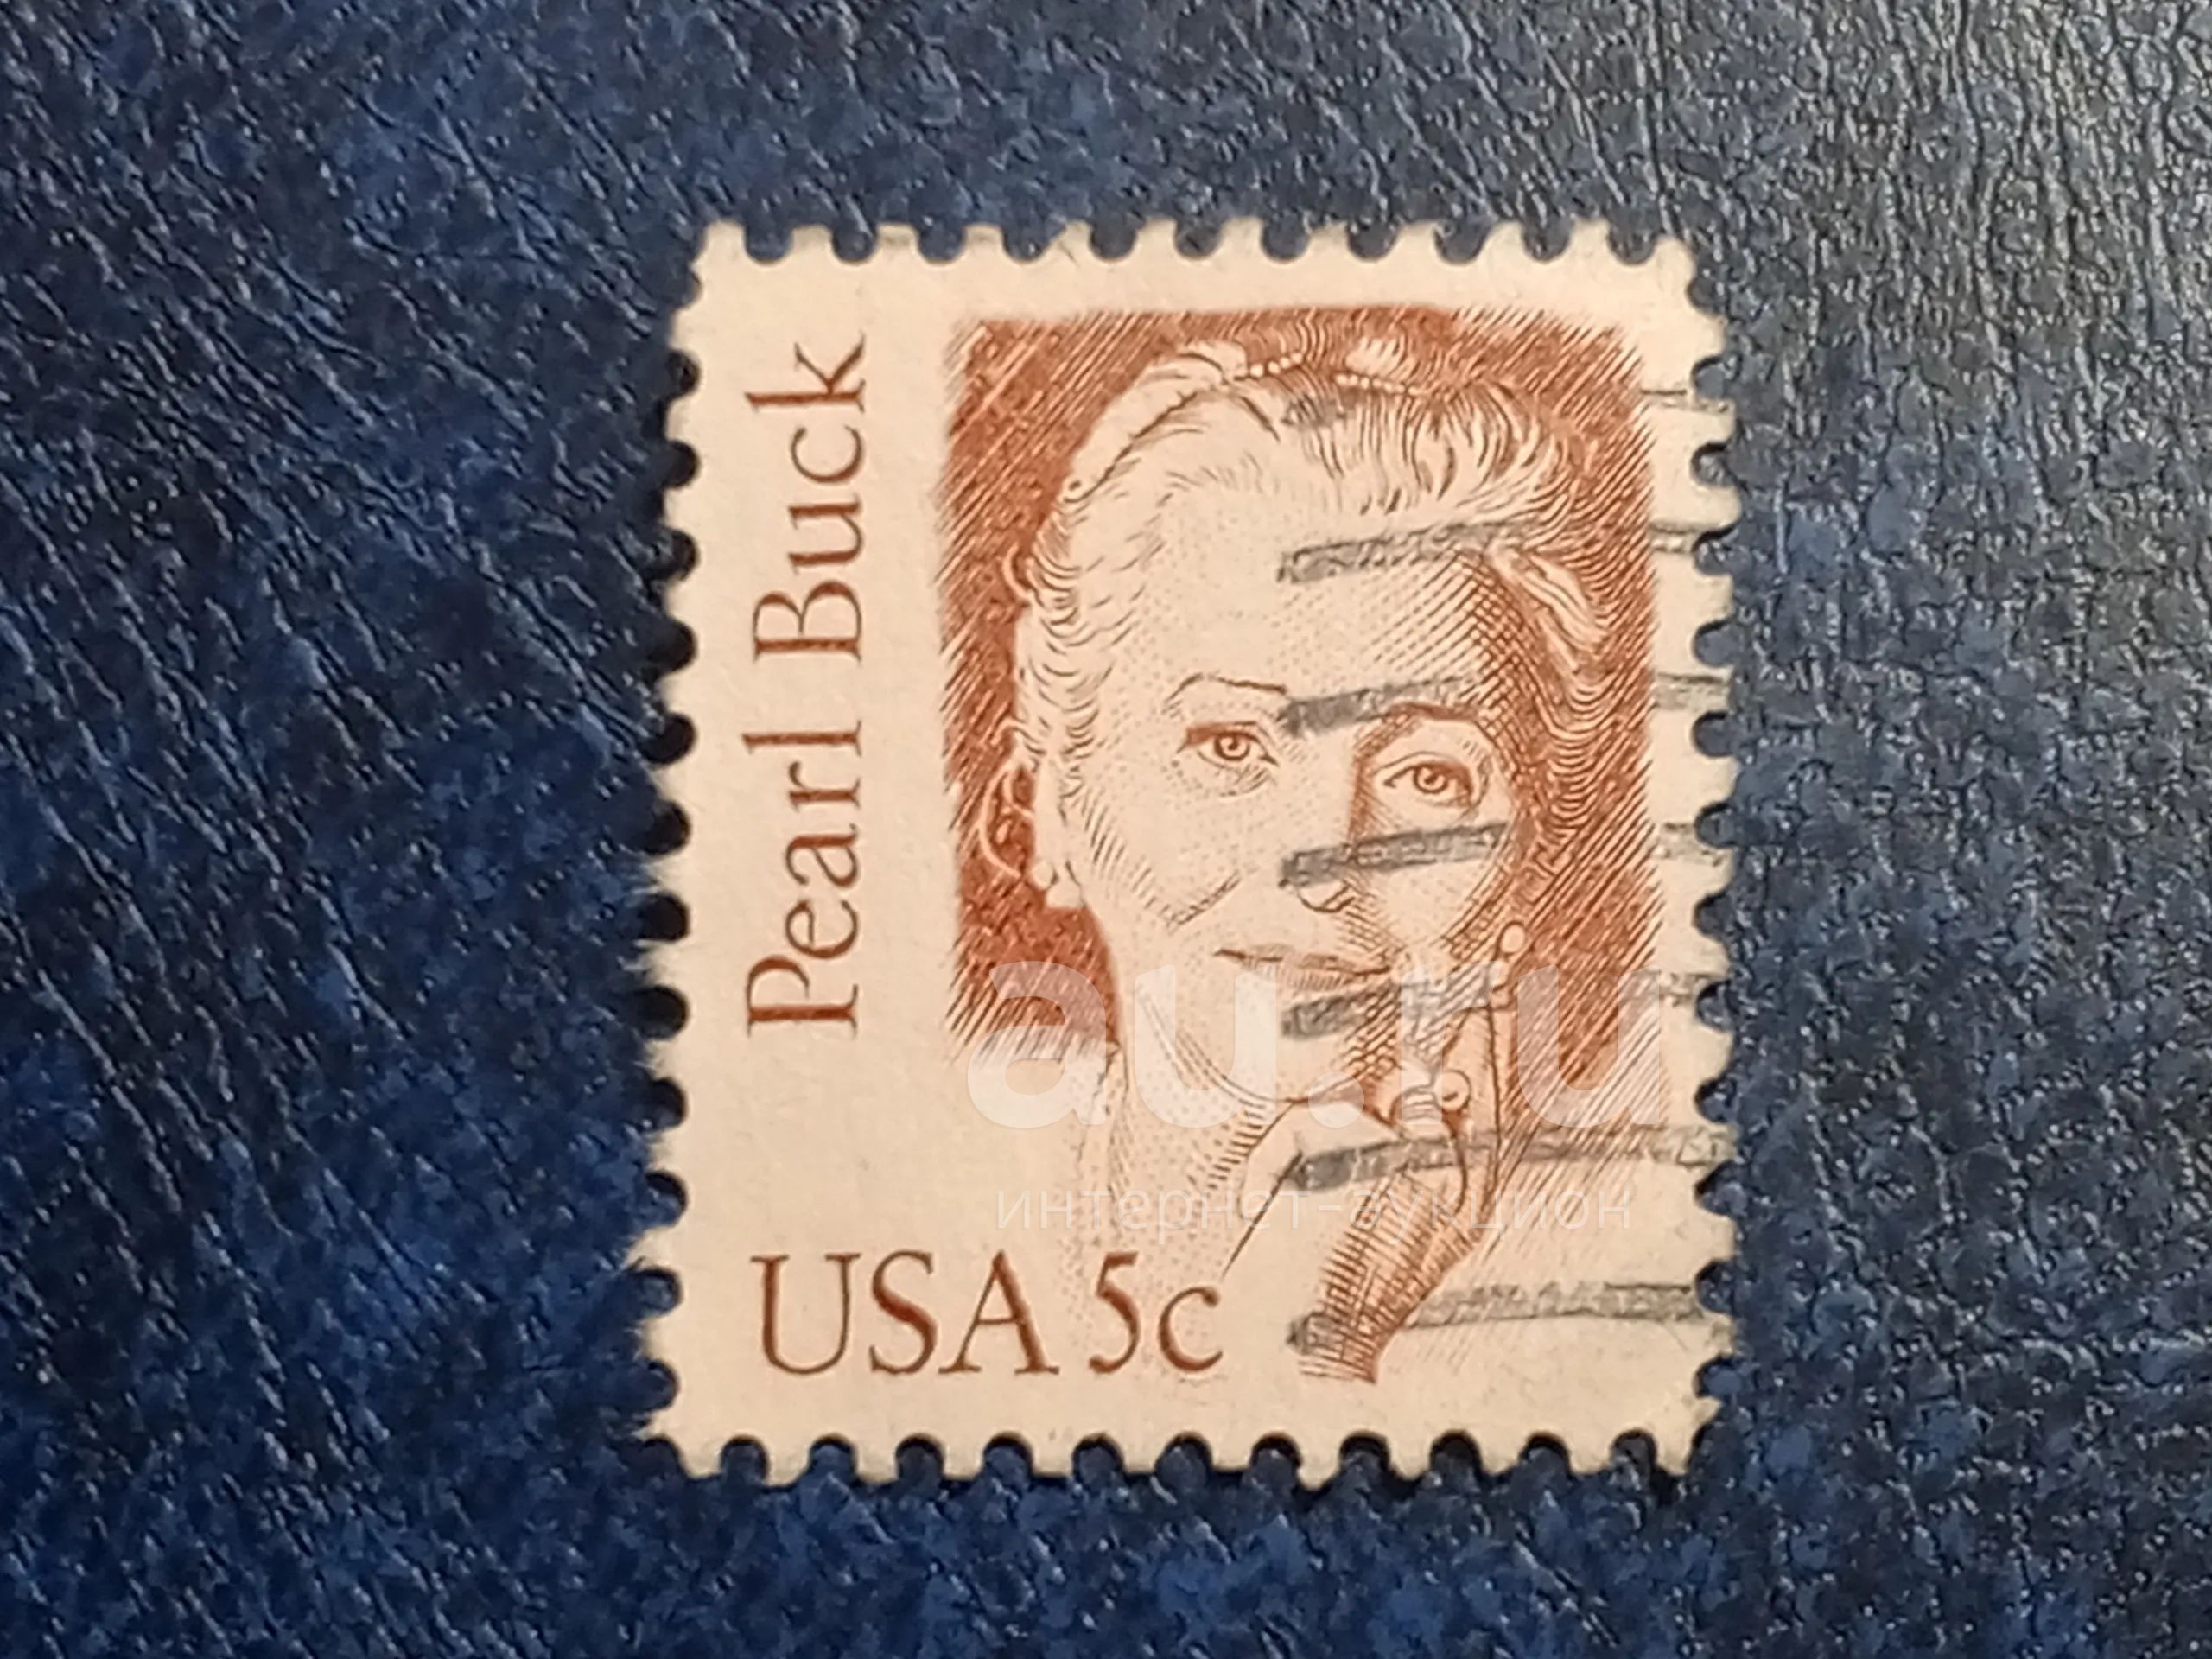 Pearl Buck
USA 5c
au.ru
интернет-аукцион